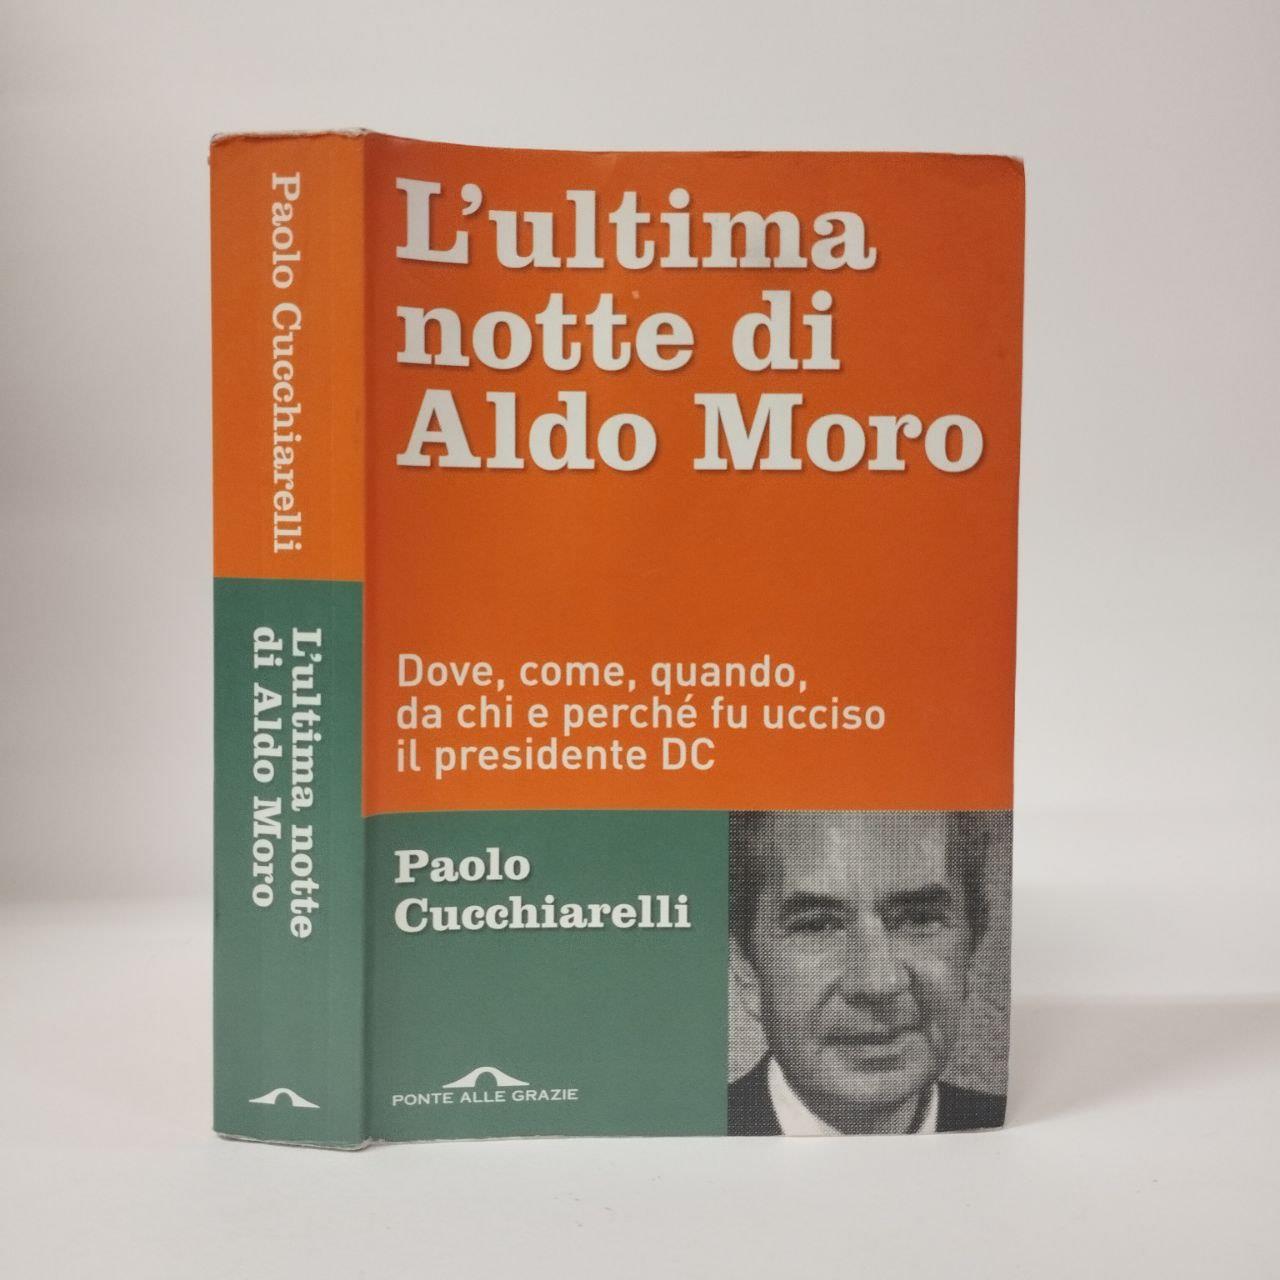 Paolo Cucchiarelli
L'ultima notte
di Aldo Moro
L'ultima
notte di
Aldo Moro
Dove, come, quando,
da chi e perché fu ucciso
il presidente DC
Paolo
Cucchiarelli
PONTE ALLE GRAZIE